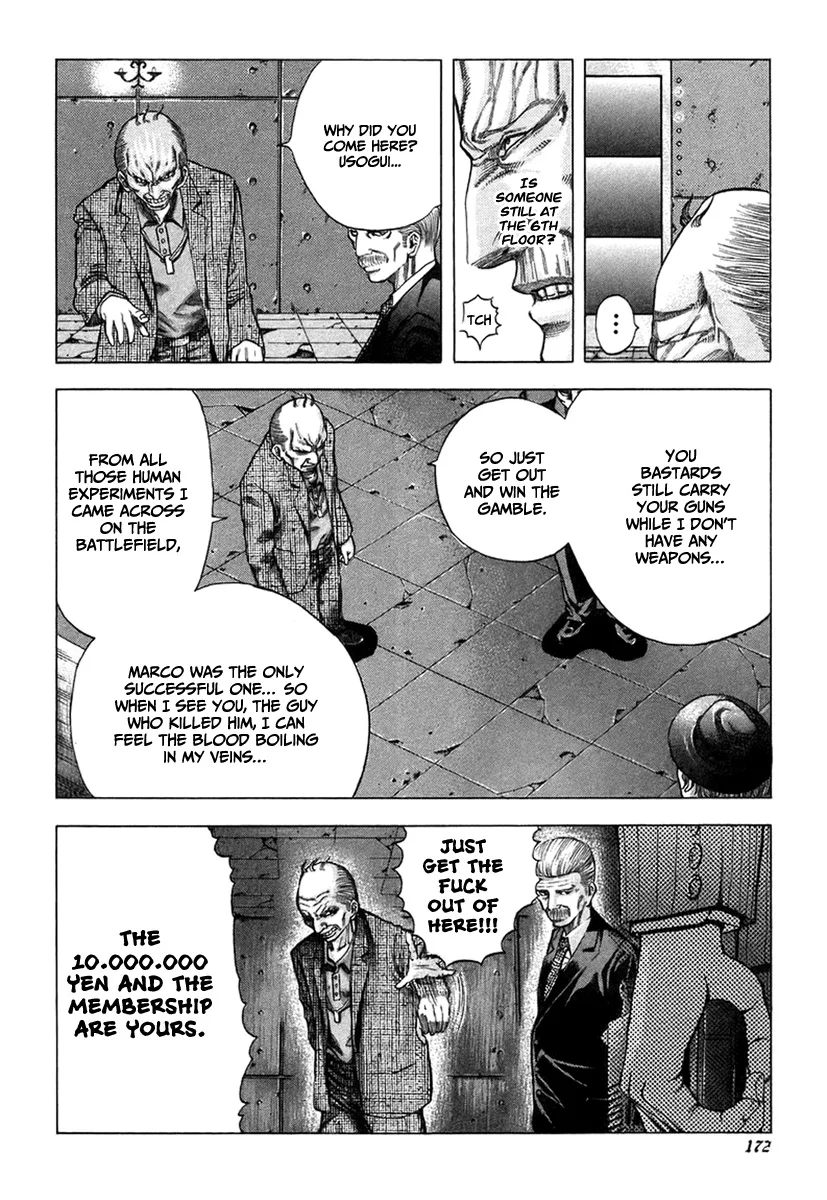 ...
IS
SOMEONE
STILL AT
THE 6TH
FLOOR?
TCH
WHY DID YOU
COME HERE?
USOGUI...
YOU
BASTARDS
STILL CARRY
YOUR GUNS
WHILE I DON'T
HAVE ANY
WEAPONS...
SO JUST
GET OUT
AND WIN THE
GAMBLE.
FROM ALL
THOSE HUMAN
EXPERIMENTS I
CAME ACROSS
ON THE
BATTLEFIELD,
MARCO WAS THE ONLY
SUCCESSFUL ONE... SO
WHEN I SEE YOU, THE GUY
WHO KILLED HIM, I CAN
FEEL THE BLOOD BOILING
IN MY VEINS...
JUST
GET THE
FUCK
OUT OF
HERE!!!
THE
10.000.000
YEN AND THE
MEMBERSHIP
ARE YOURS.
172